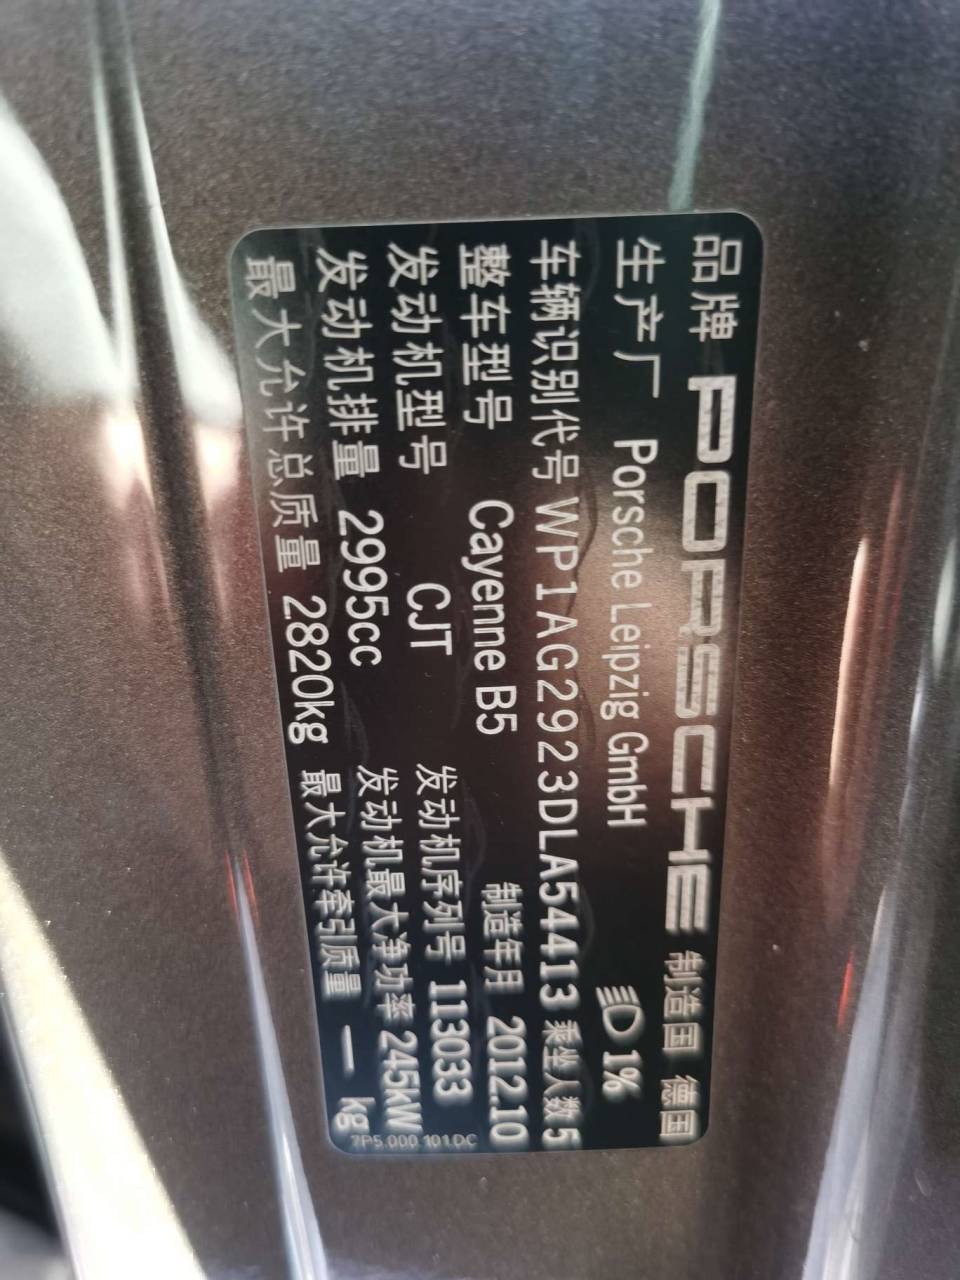 品牌 PORSCHE 制造国 德国
生产厂 Porsche Leipzig GmbH 1%
车辆识别代号 WP1AG2923DLA54413 乘坐人数 5
整车型号 Cayenne B5 制造年月 2012.10
发动机型号 CJT 发动机序列号 113033
发动机排量 2995cc 发动机最大净功率 245kW
最大允许总质量 2820kg 最大允许牵引质量 — kg
7P5.000.101.DC